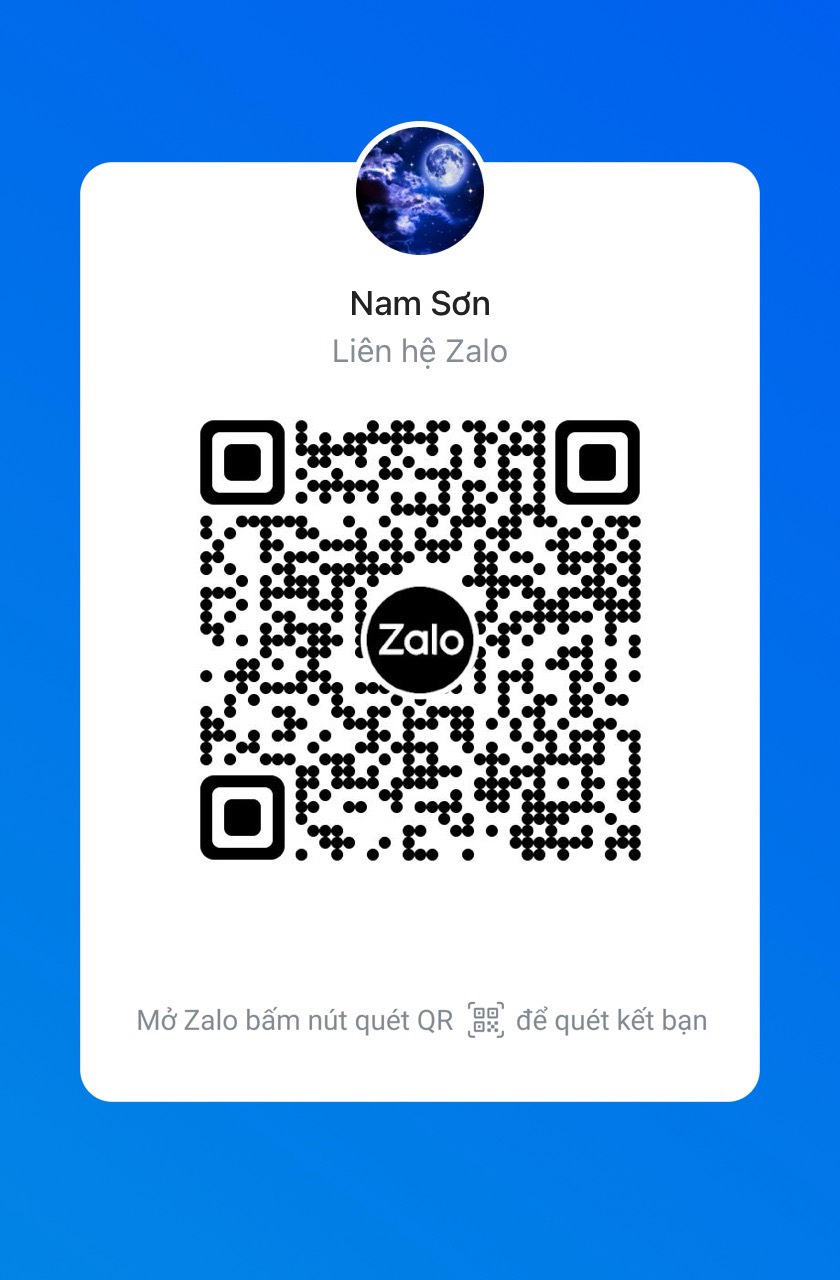 Nam Sơn
Liên hệ Zalo
Zalo
Mở Zalo bấm nút quét QR để quét kết bạn